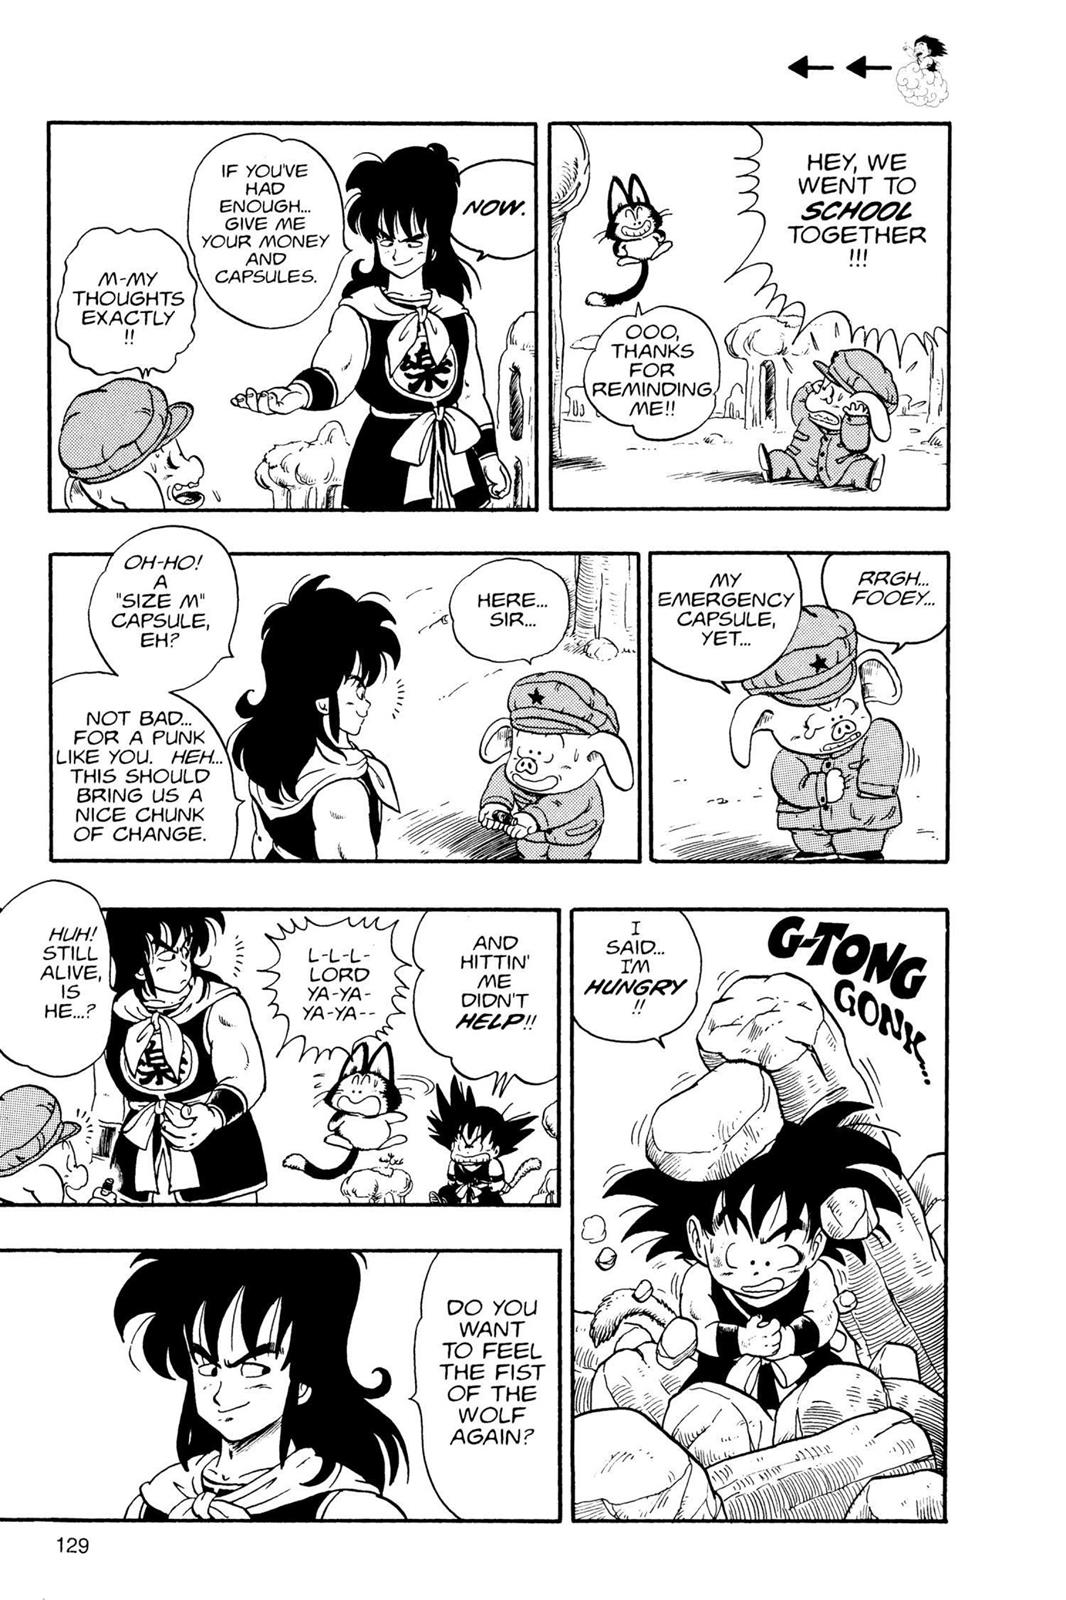 HEY, WE
WENT TO
SCHOOL
TOGETHER
!!!
OOO,
THANKS
FOR
REMINDING
ME!!
NOW.
IF YOU'VE
HAD
ENOUGH...
GIVE ME
YOUR MONEY
AND
CAPSULES.
M-MY
THOUGHTS
EXACTLY
!!
RRGH...
FOOEY...
MY
EMERGENCY
CAPSULE,
YET...
HERE...
SIR...
OH-HO!
A
"SIZE M"
CAPSULE,
EH?
NOT BAD...
FOR A PUNK
LIKE YOU. HEH...
THIS SHOULD
BRING US A
NICE CHUNK
OF CHANGE.
G-TONG
GONK...
I
SAID...
I'M
HUNGRY
!!
AND
HITTIN'
ME
DIDN'T
HELP!!
L-L-L-
LORD
YA-YA-
YA-YA--
HUH!
STILL
ALIVE,
IS
HE...?
DO YOU
WANT
TO FEEL
THE FIST
OF THE
WOLF
AGAIN?
129